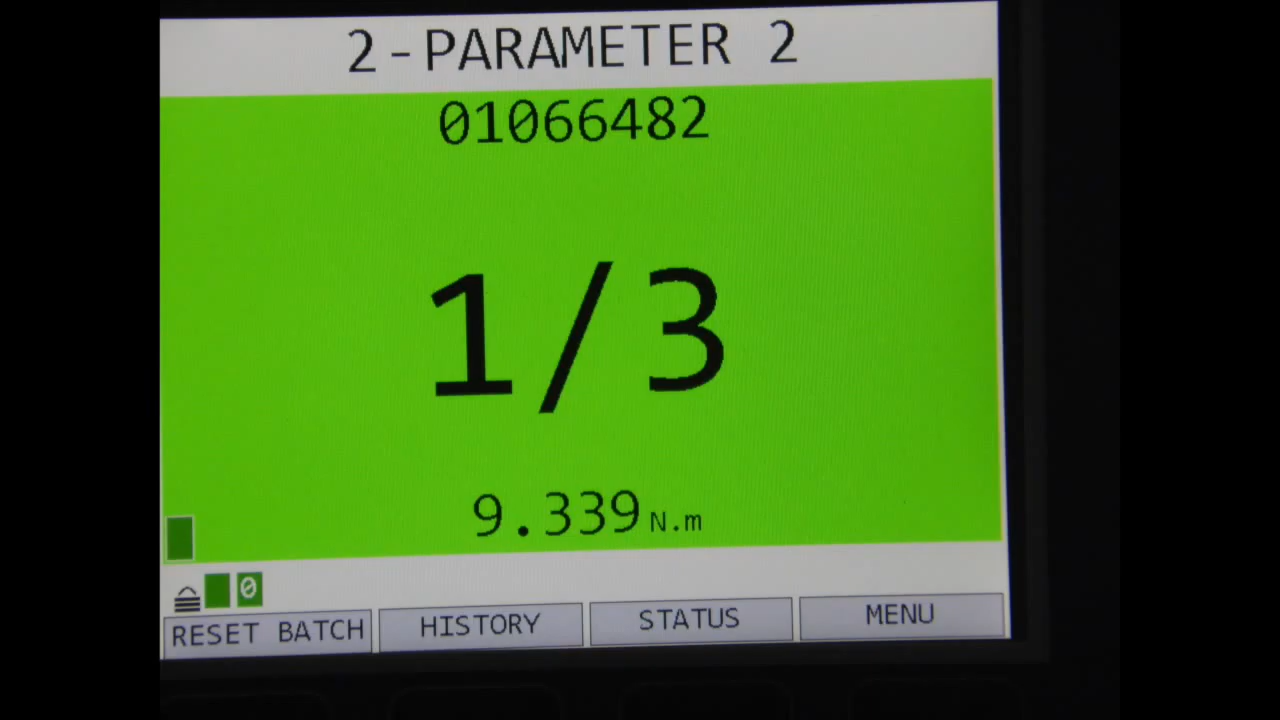 2-PARAMETER 2
01066482
1/3
9.339 N.m
0
RESET BATCH HISTORY STATUS MENU